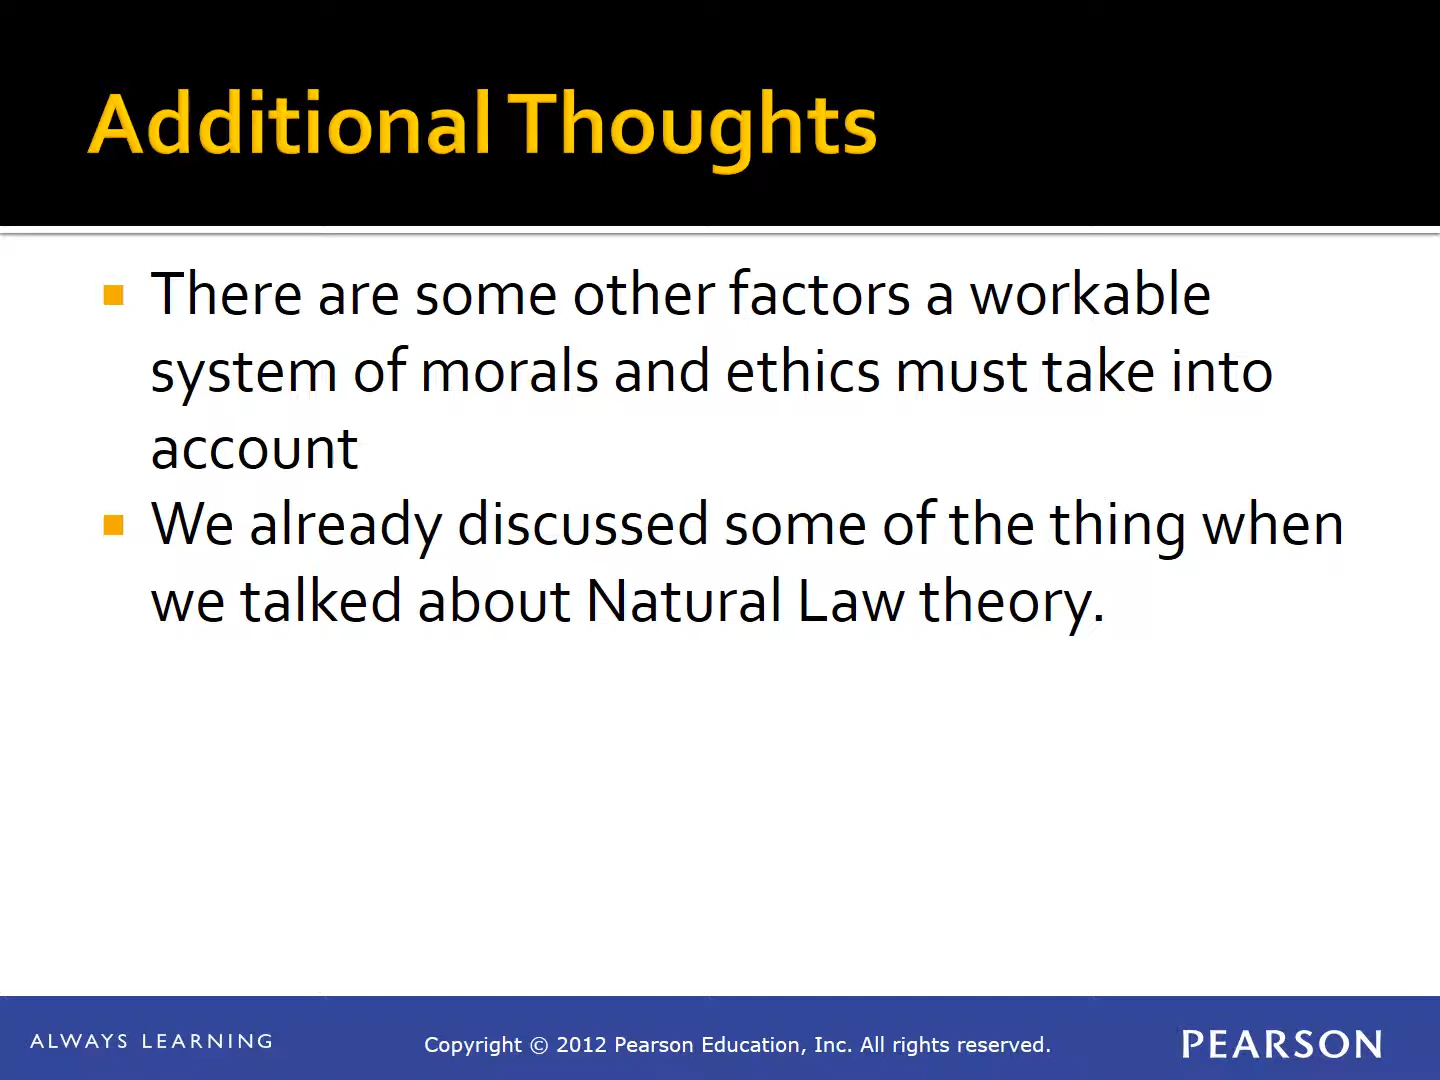 Additional Thoughts
There are some other factors a workable
system of morals and ethics must take into
account
We already discussed some of the thing when
we talked about Natural Law theory.
ALWAYS LEARNING
Copyright © 2012 Pearson Education, Inc. All rights reserved.
PEARSON